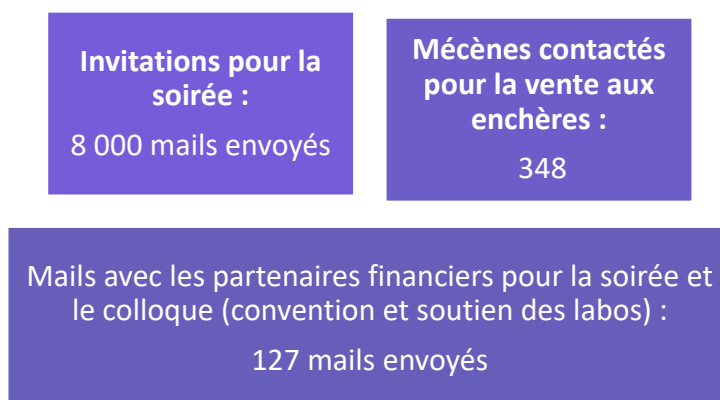 Invitations pour la
soirée :
8 000 mails envoyés
Mécènes contactés
pour la vente aux
enchères :
348
Mails avec les partenaires financiers pour la soirée et
le colloque (convention et soutien des labos) :
127 mails envoyés